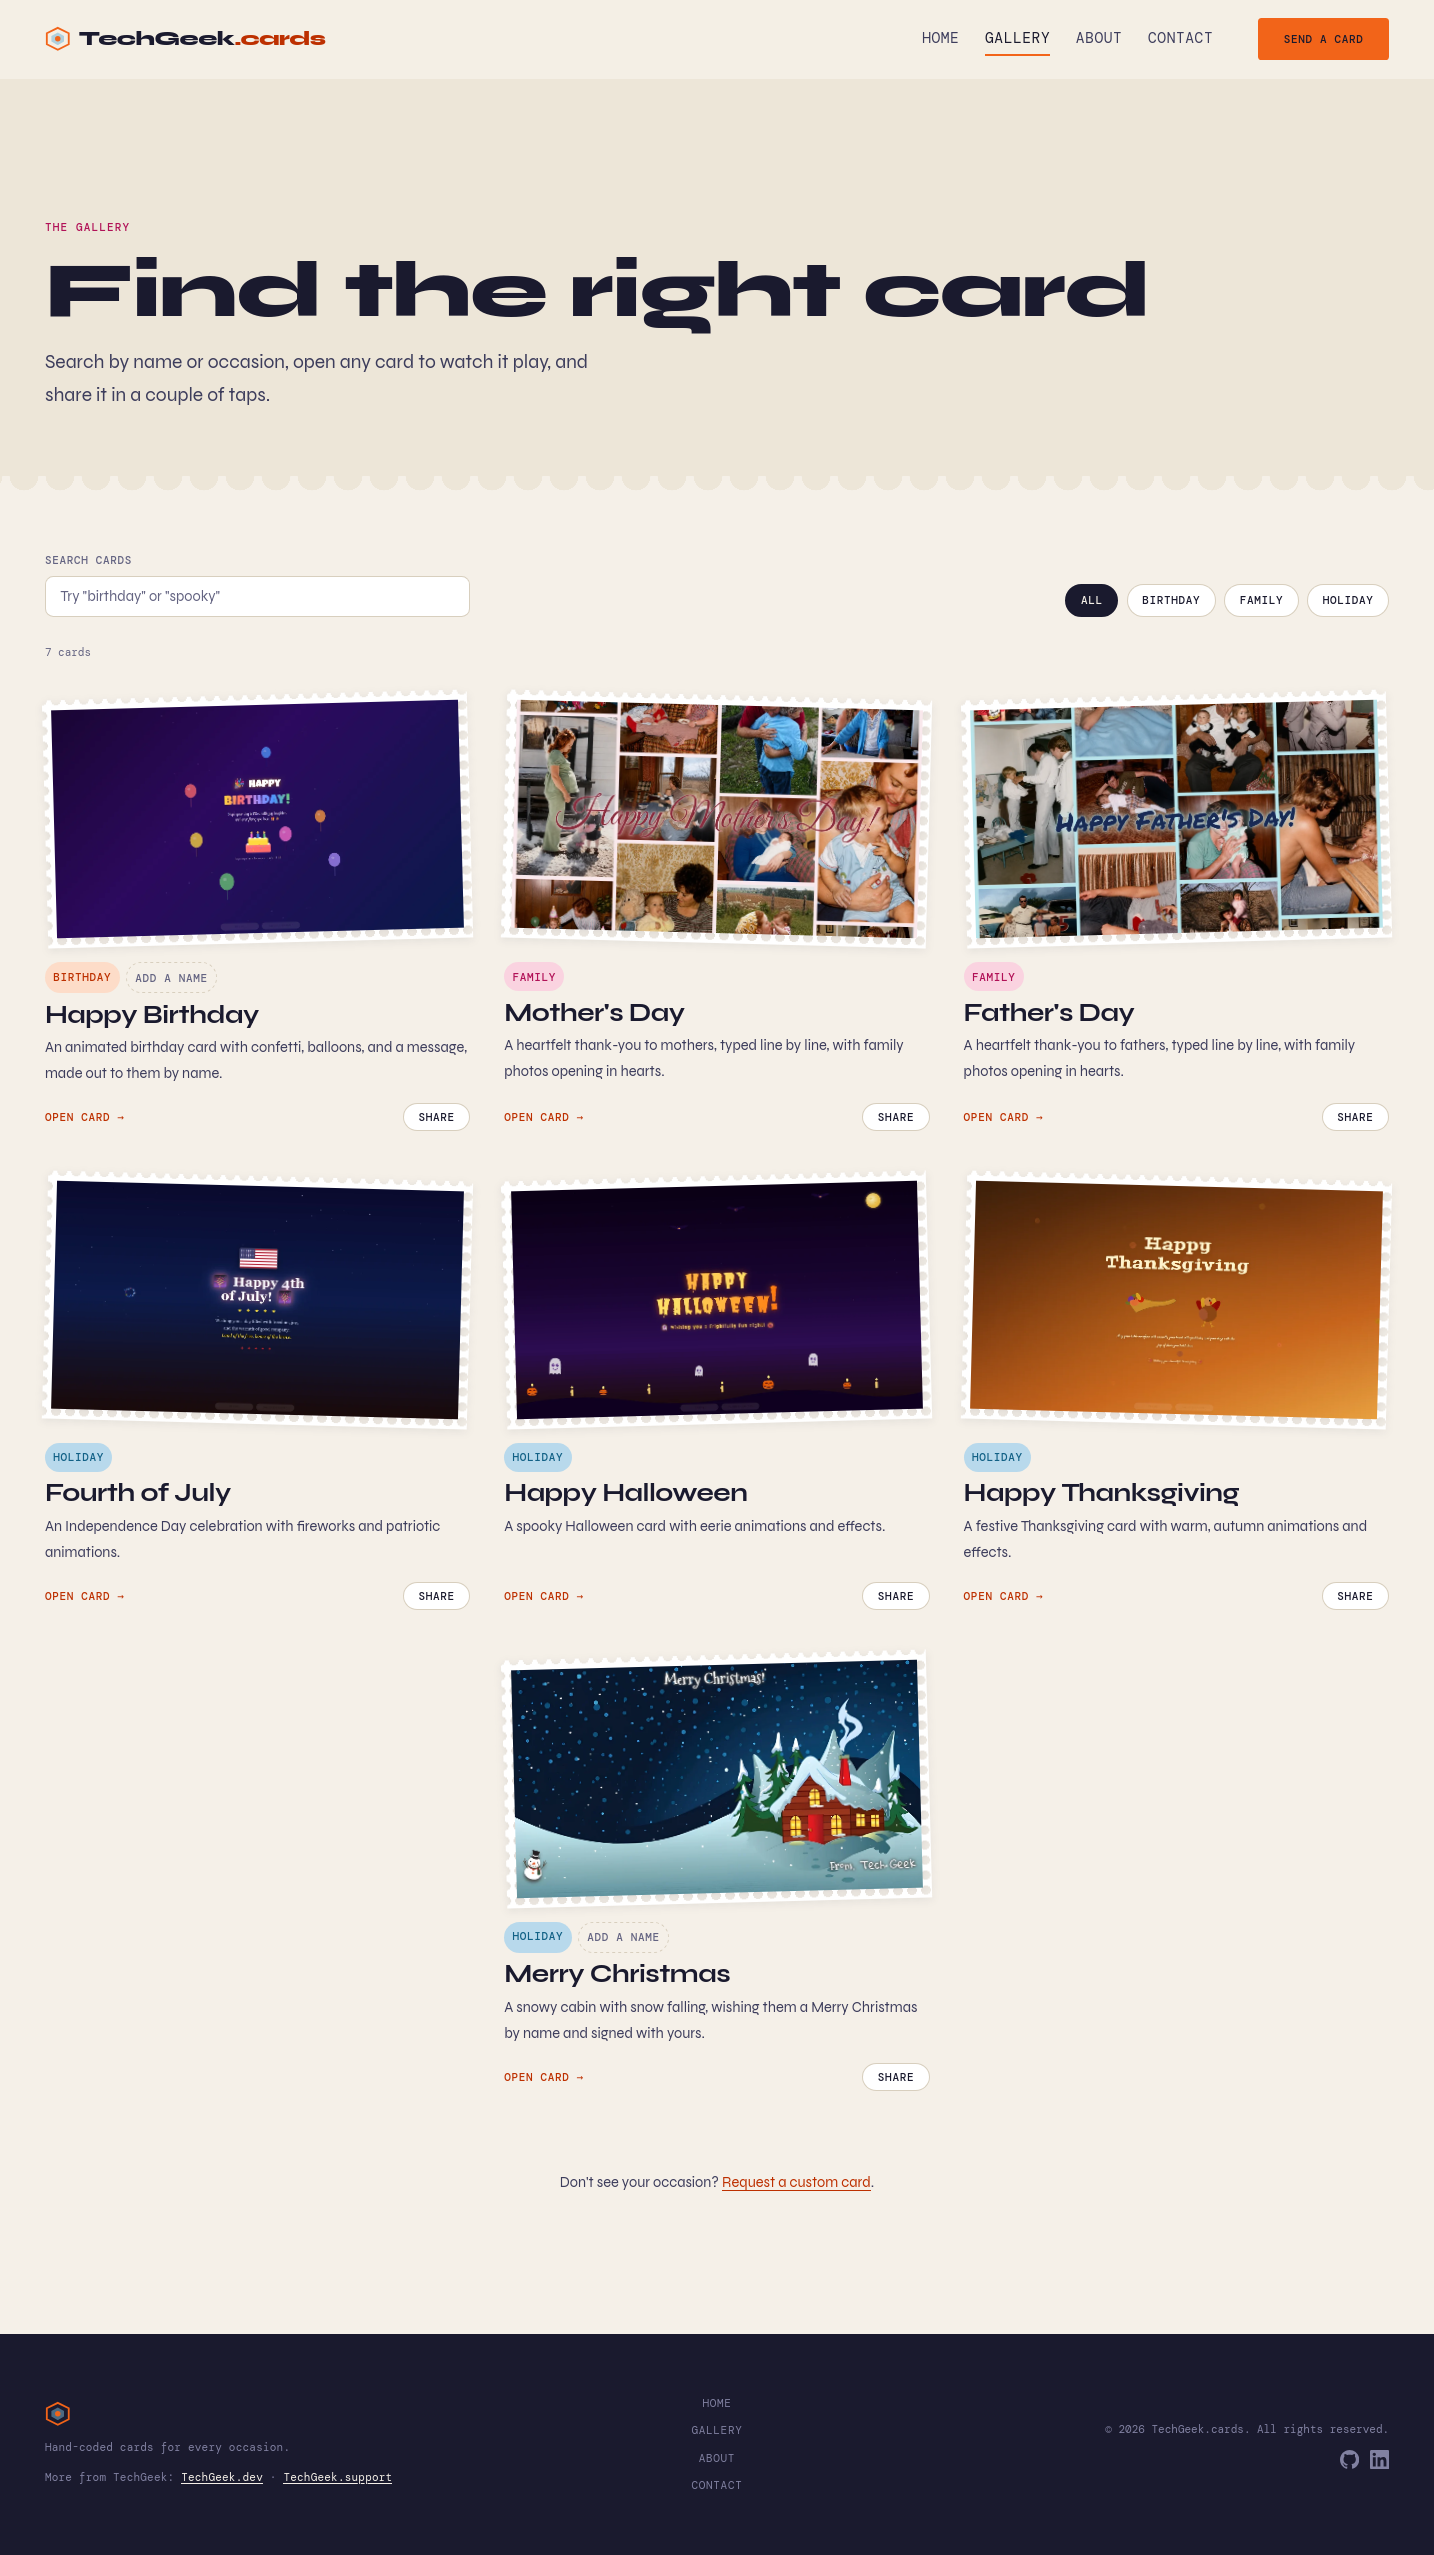 TechGeek.cards
HOME
GALLERY
ABOUT
CONTACT
SEND A CARD
THE GALLERY
Find the right card
Search by name or occasion, open any card to watch it play, and
share it in a couple of taps.
SEARCH CARDS
Try "birthday" or "spooky"
ALL
BIRTHDAY
FAMILY
HOLIDAY
7 cards
HAPPY
BIRTHDAY!
Happy Mother's Day!
HAPPY FATHER'S DAY!
BIRTHDAY
ADD A NAME
Happy Birthday
An animated birthday card with confetti, balloons, and a message,
made out to them by name.
OPEN CARD →
SHARE
FAMILY
Mother's Day
A heartfelt thank-you to mothers, typed line by line, with family
photos opening in hearts.
OPEN CARD →
SHARE
FAMILY
Father's Day
A heartfelt thank-you to fathers, typed line by line, with family
photos opening in hearts.
OPEN CARD →
SHARE
Happy 4th
of July!
HAPPY
HALLOWEEN!
Wishing you a frightfully fun night!
Happy
Thanksgiving
HOLIDAY
Fourth of July
An Independence Day celebration with fireworks and patriotic
animations.
OPEN CARD →
SHARE
HOLIDAY
Happy Halloween
A spooky Halloween card with eerie animations and effects.
OPEN CARD →
SHARE
HOLIDAY
Happy Thanksgiving
A festive Thanksgiving card with warm, autumn animations and
effects.
OPEN CARD →
SHARE
Merry Christmas!
From, Tech Geek
HOLIDAY
ADD A NAME
Merry Christmas
A snowy cabin with snow falling, wishing them a Merry Christmas
by name and signed with yours.
OPEN CARD →
SHARE
Don't see your occasion? Request a custom card.
Hand-coded cards for every occasion.
More from TechGeek: TechGeek.dev · TechGeek.support
HOME
GALLERY
ABOUT
CONTACT
© 2026 TechGeek.cards. All rights reserved.